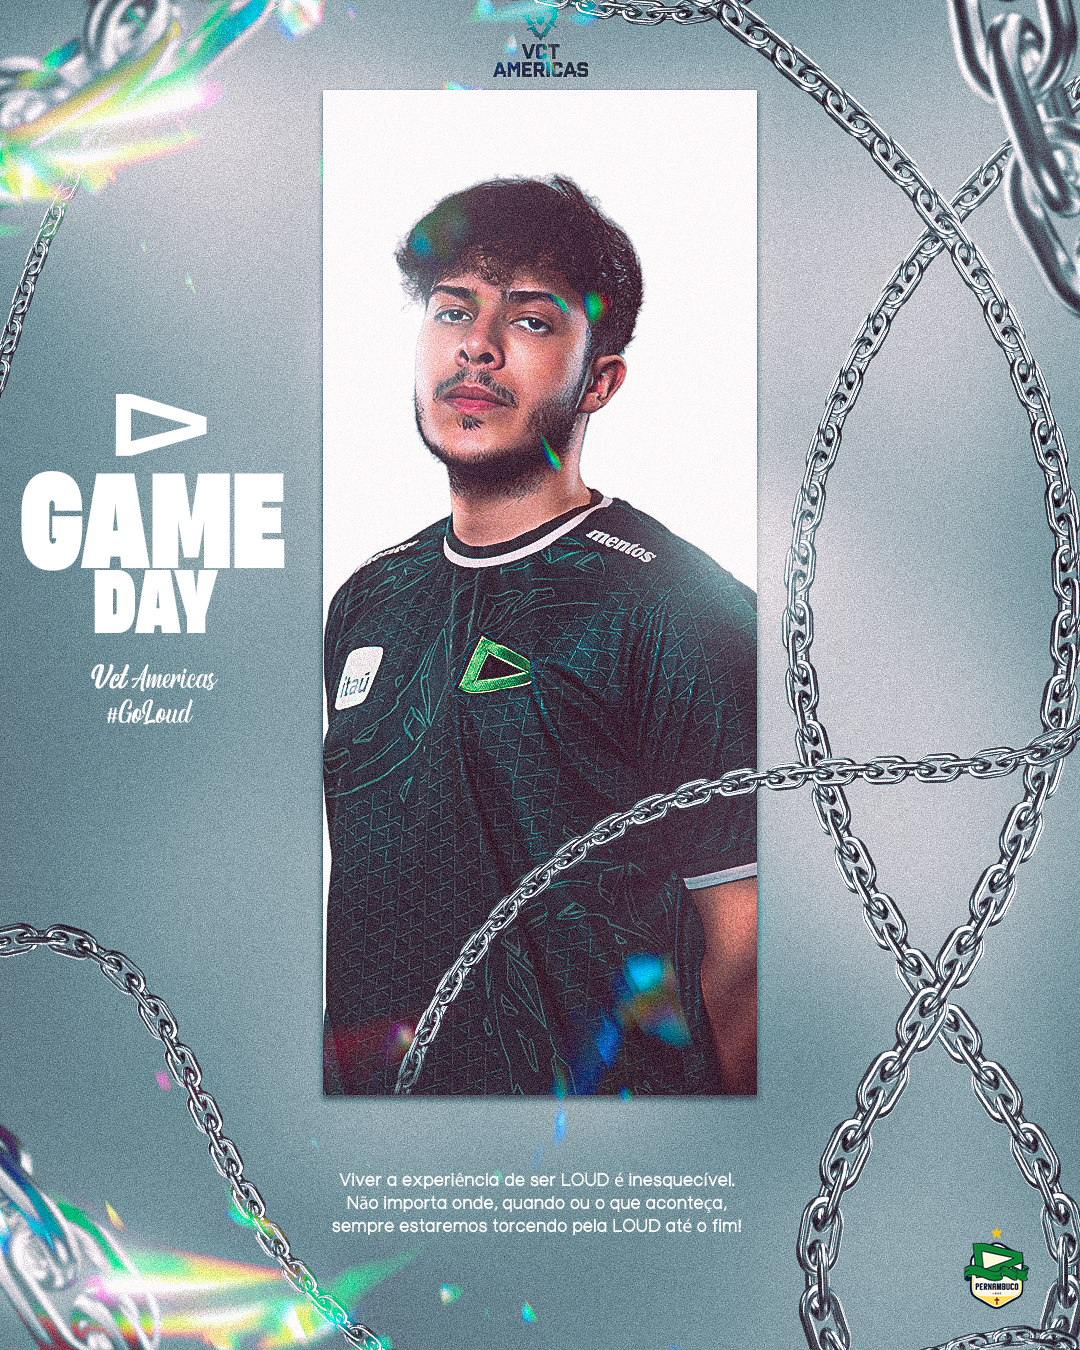 VCT
AMERICAS
GAME
DAY
Vct Americas
#GoLoud
mentos
itaú
Viver a experiência de ser LOUD é inesquecível.
Não importa onde, quando ou o que aconteça,
sempre estaremos torcendo pela LOUD até o fim!
PERNAMBUCO